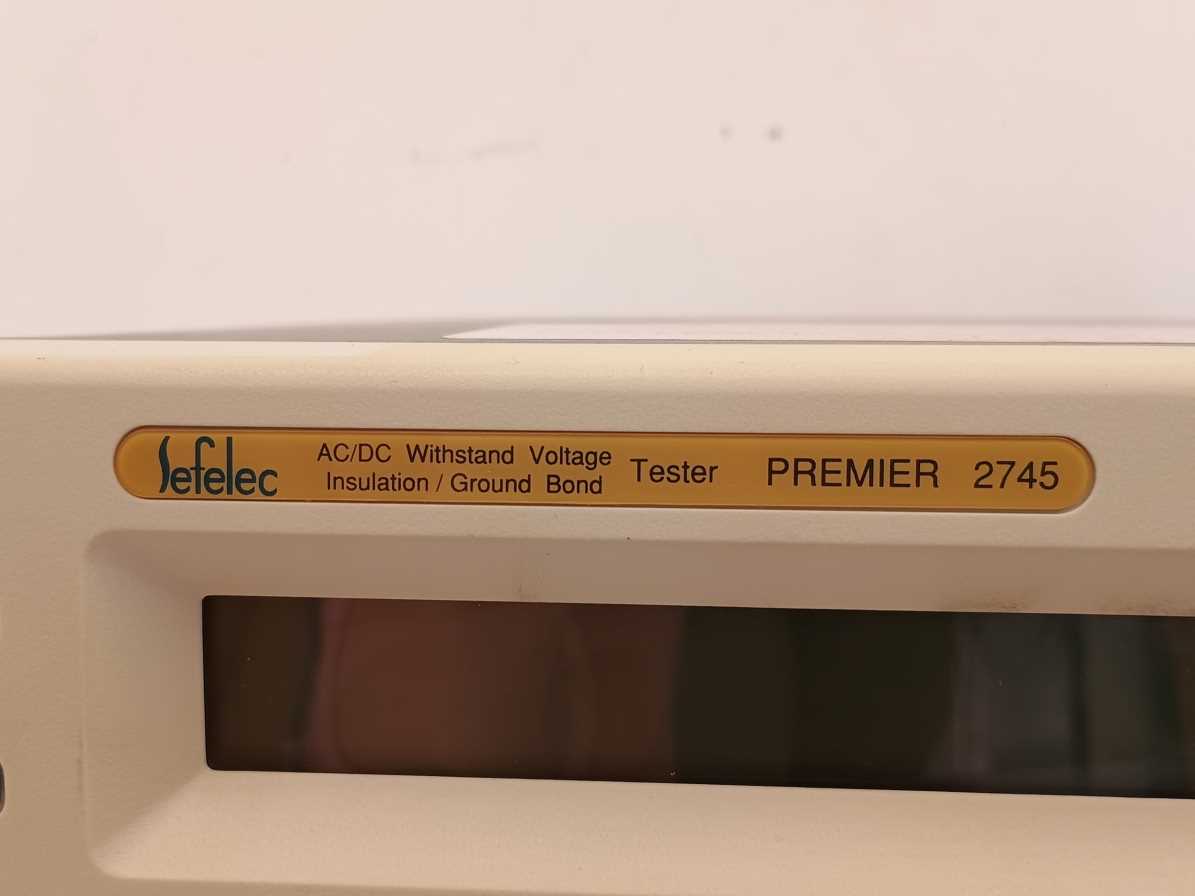 Sefelec
AC/DC Withstand Voltage
Insulation / Ground Bond
Tester
PREMIER 2745